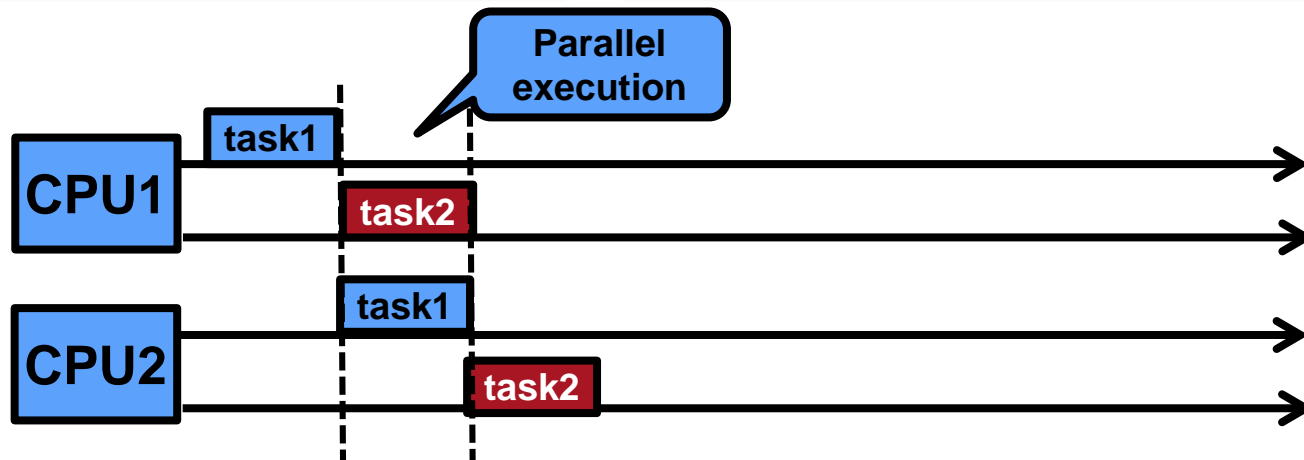 Parallel
execution
task1
CPU1
task2
task1
CPU2
task2